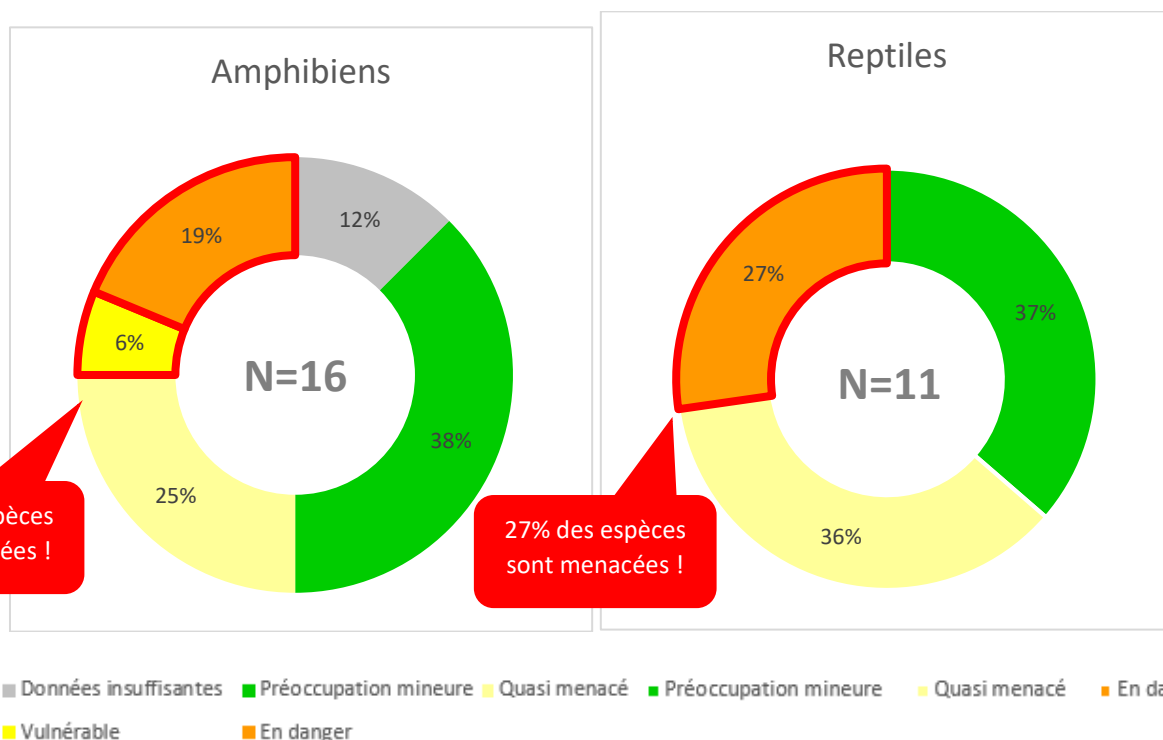 Amphibiens
12%
19%
6%
N=16
38%
25%
Reptiles
27%
37%
N=11
36%
27% des espèces
sont menacées !
Données insuffisantes
Préoccupation mineure
Quasi menacé
Vulnérable
En danger
Préoccupation mineure
Quasi menacé
En